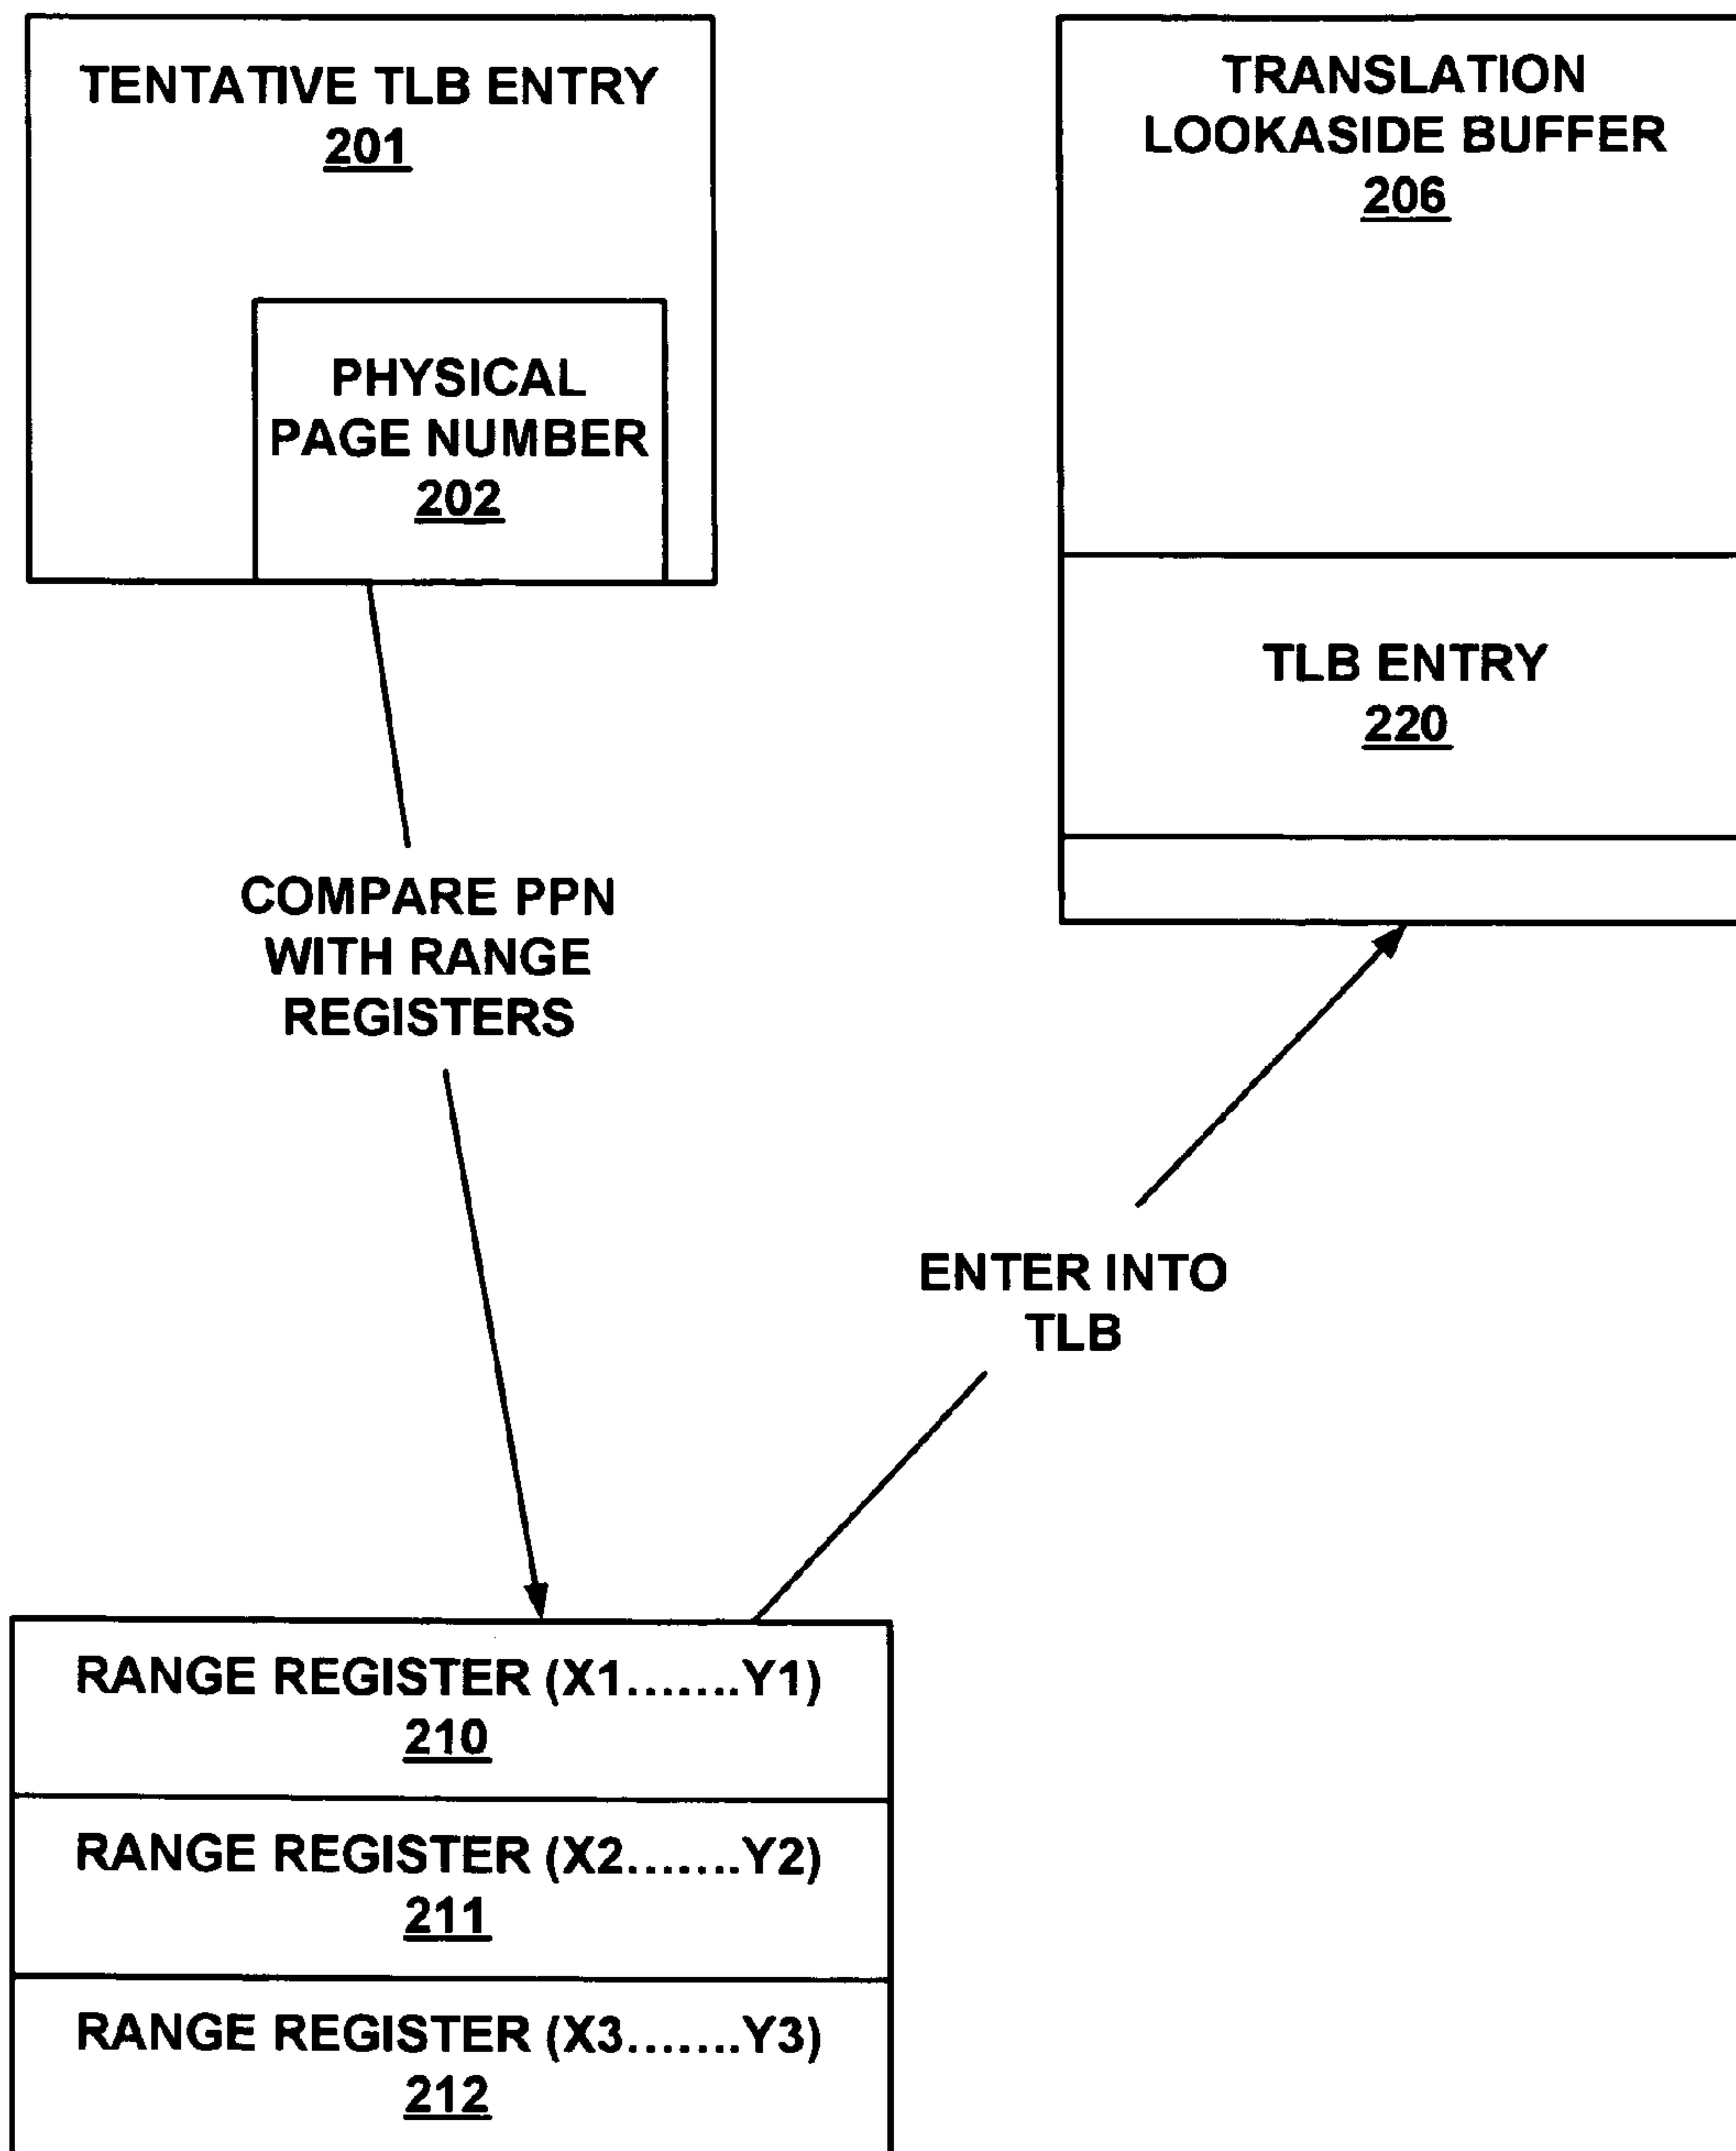 TENTATIVE TLB ENTRY
201
PHYSICAL
PAGE NUMBER
202
TRANSLATION
LOOKASIDE BUFFER
206
TLB ENTRY
220
COMPARE PPN
WITH RANGE
REGISTERS
ENTER INTO
TLB
RANGE REGISTER (X1.......Y1)
210
RANGE REGISTER (X2.......Y2)
211
RANGE REGISTER (X3.......Y3)
212